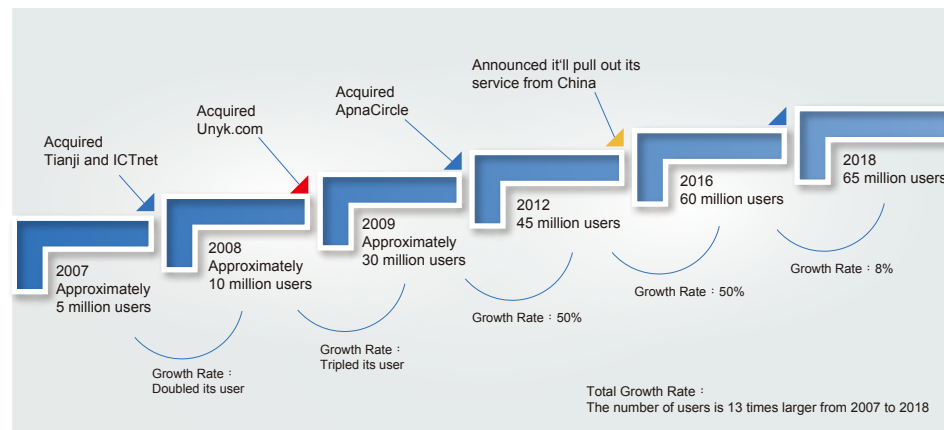 Announced it'll pull out its
service from China
Acquired
ApnaCircle
Acquired
Unyk.com
Acquired
Tianji and ICTnet
2007
Approximately
5 million users
2008
Approximately
10 million users
2009
Approximately
30 million users
2012
45 million users
2016
60 million users
2018
65 million users
Growth Rate：
Doubled its user
Growth Rate：
Tripled its user
Growth Rate：50%
Growth Rate：50%
Growth Rate：8%
Total Growth Rate：
The number of users is 13 times larger from 2007 to 2018